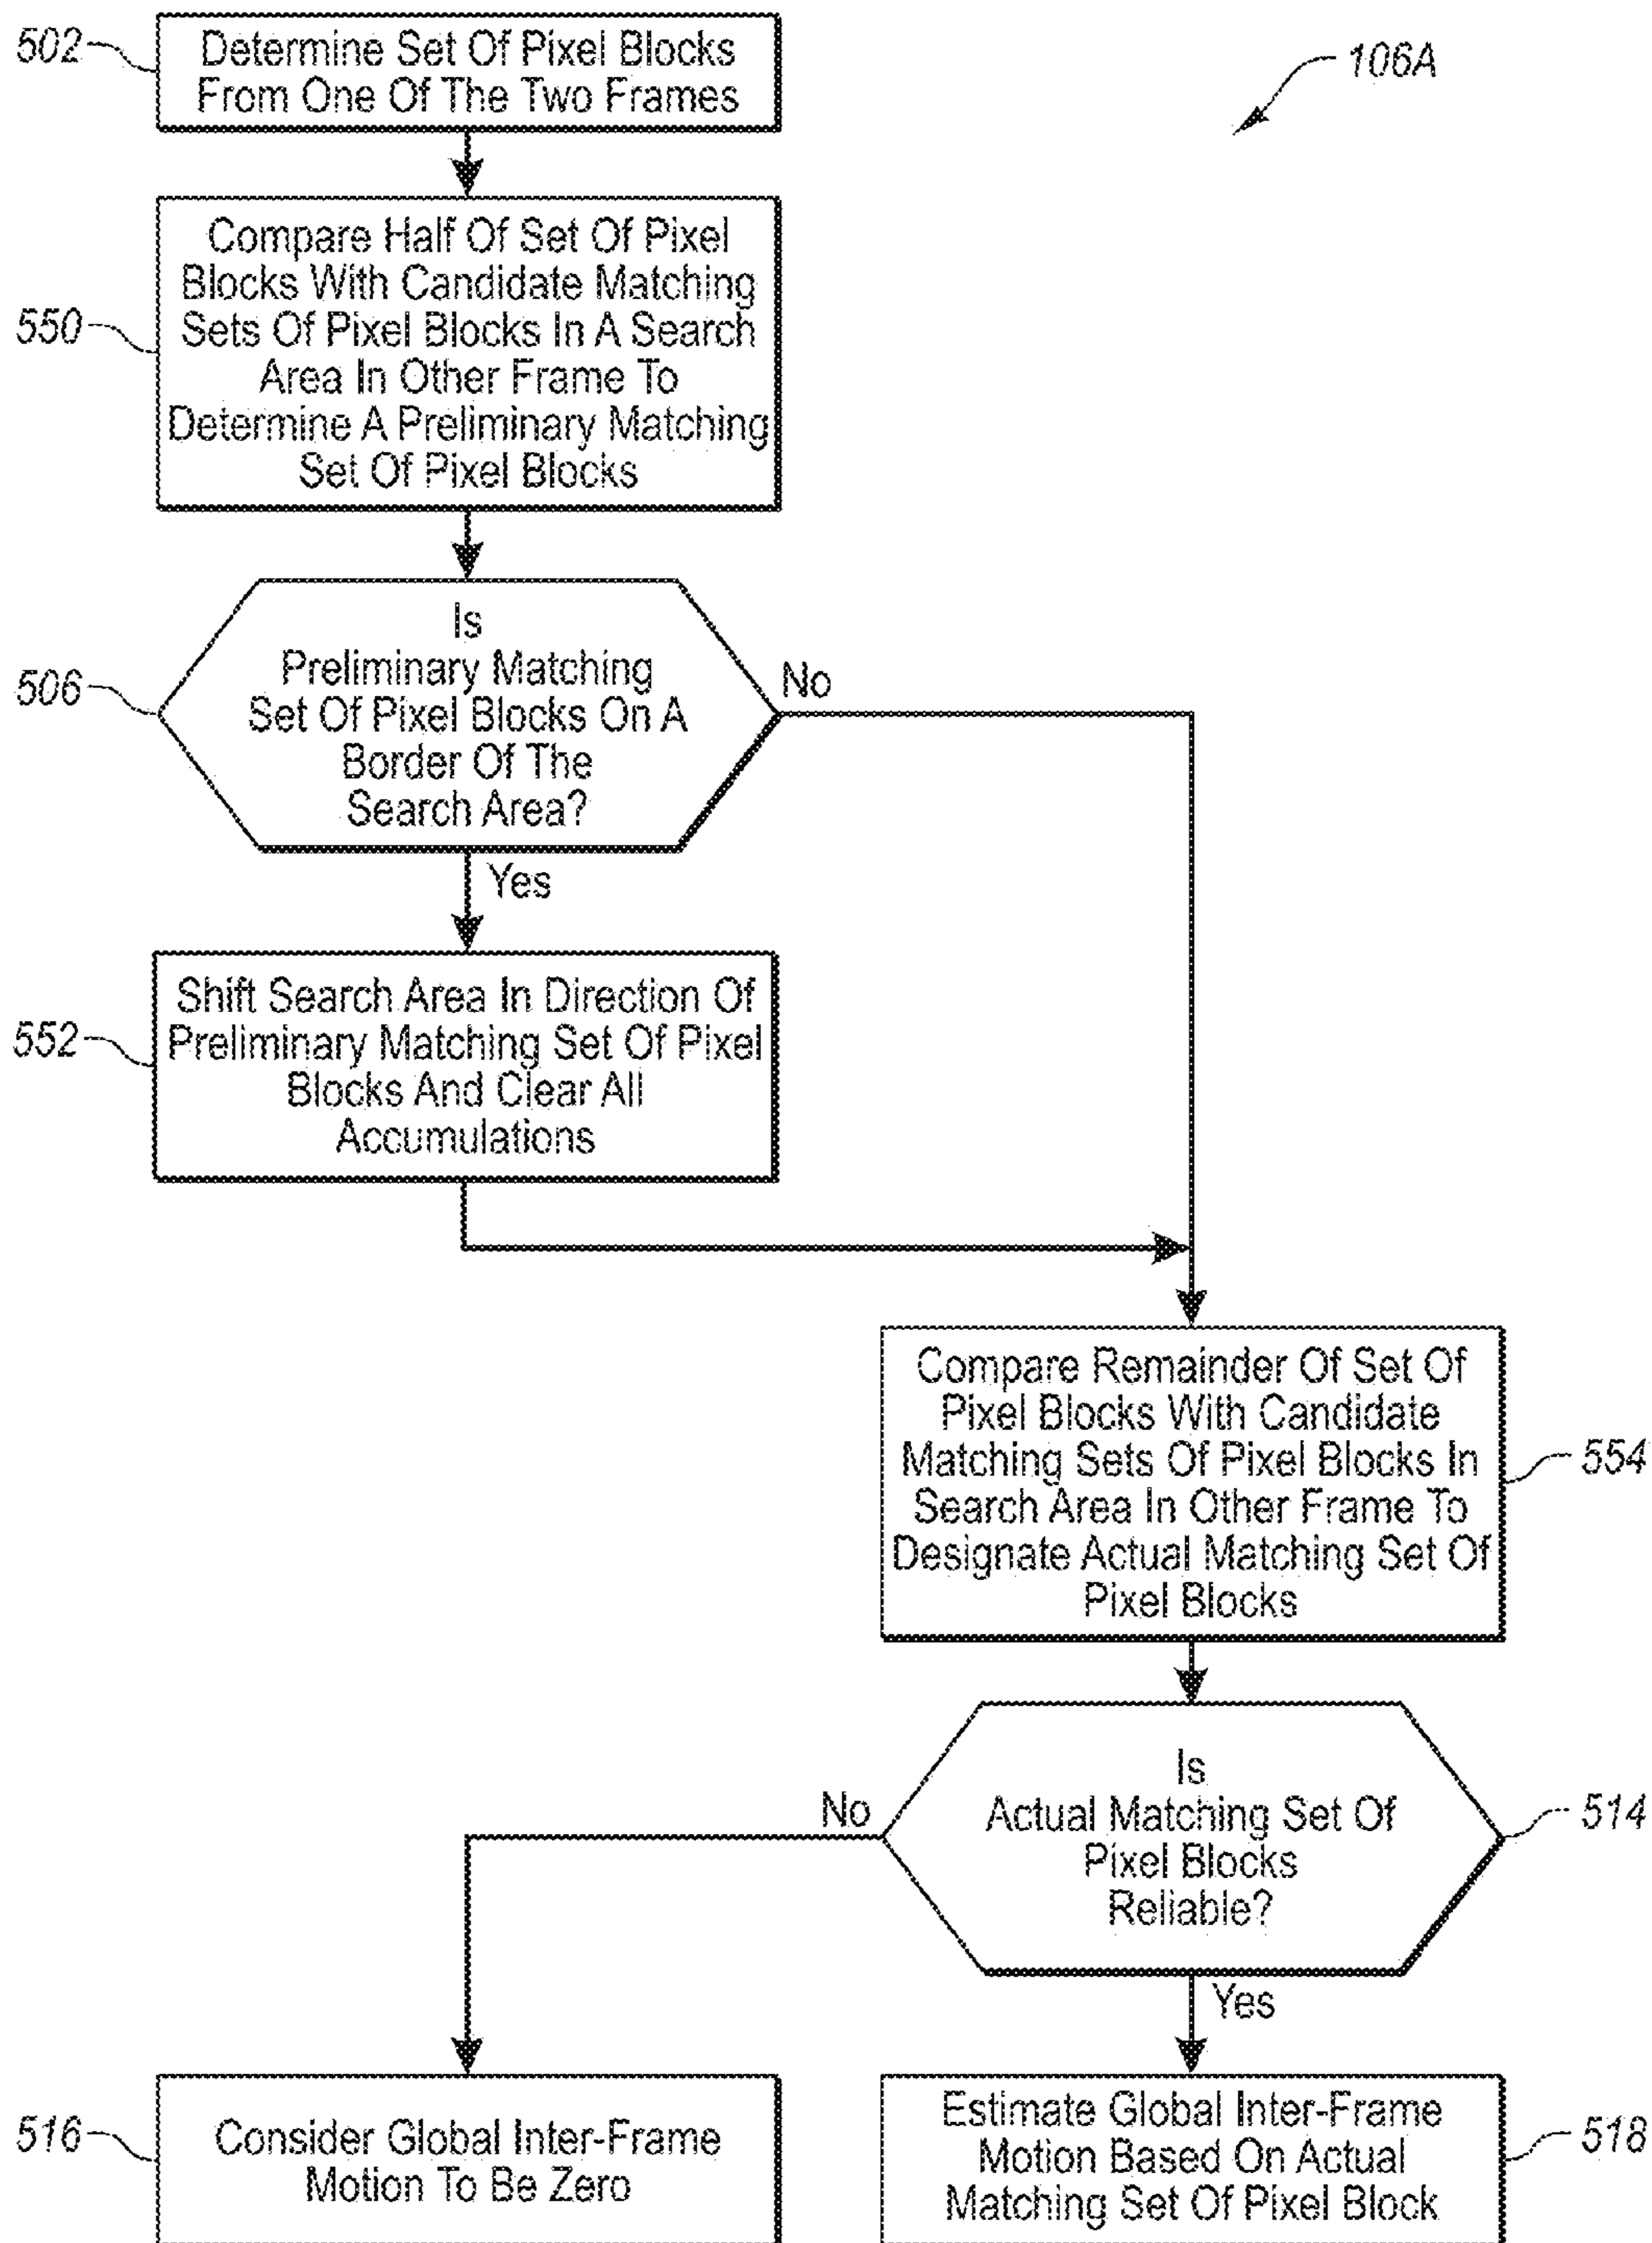 502
Determine Set Of Pixel Blocks
From One Of The Two Frames
106A
550
Compare Half Of Set Of Pixel
Blocks With Candidate Matching
Sets Of Pixel Blocks In A Search
Area In Other Frame To
Determine A Preliminary Matching
Set Of Pixel Blocks
506
Is
Preliminary Matching
Set Of Pixel Blocks On A
Border Of The
Search Area?
No
Yes
552
Shift Search Area In Direction Of
Preliminary Matching Set Of Pixel
Blocks And Clear All
Accumulations
Compare Remainder Of Set Of
Pixel Blocks With Candidate
Matching Sets Of Pixel Blocks In
Search Area In Other Frame To
Designate Actual Matching Set Of
Pixel Blocks
554
Is
Actual Matching Set Of
Pixel Blocks
Reliable?
514
No
Yes
516
Consider Global Inter-Frame
Motion To Be Zero
Estimate Global Inter-Frame
Motion Based On Actual
Matching Set Of Pixel Block
518